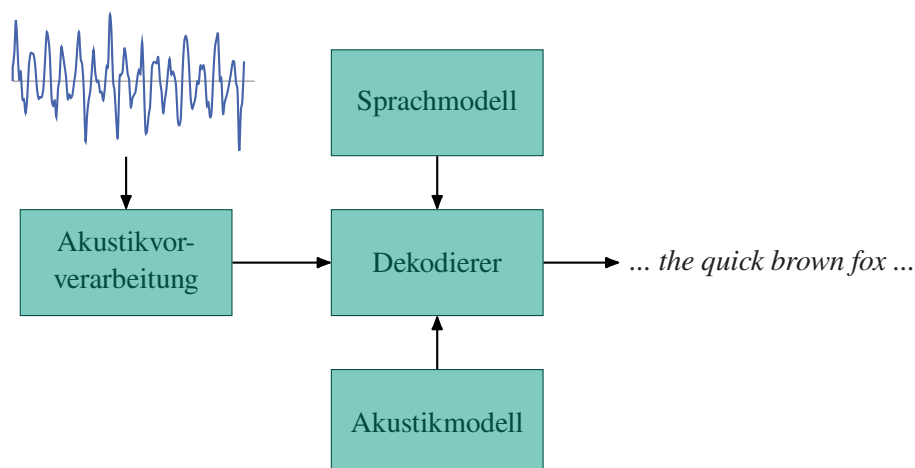 Sprachmodell
Akustikvor-
verarbeitung
Dekodierer
... the quick brown fox ...
Akustikmodell